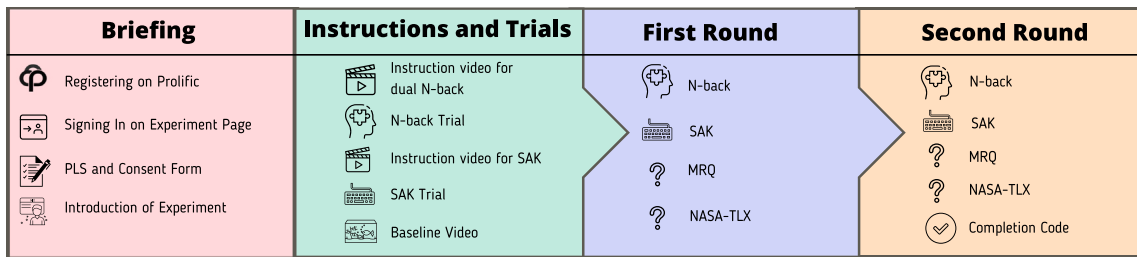 Briefing
Registering on Prolific
Signing In on Experiment Page
PLS and Consent Form
Introduction of Experiment
Instructions and Trials
Instruction video for
dual N-back
N-back Trial
Instruction video for SAK
SAK Trial
Baseline Video
First Round
N-back
SAK
MRQ
NASA-TLX
Second Round
N-back
SAK
MRQ
NASA-TLX
Completion Code